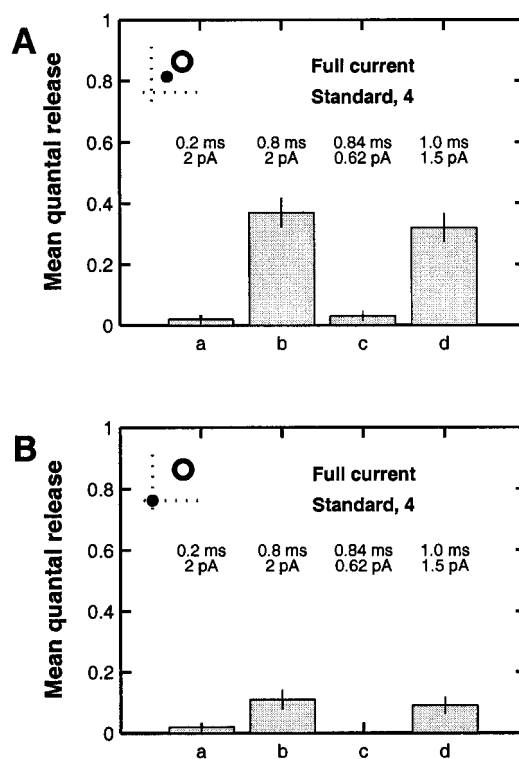 A
Mean quantal release
1
0.8
0.6
0.4
0.2
0
Full current
Standard, 4
0.2 ms 0.8 ms 0.84 ms 1.0 ms
2 pA 2 pA 0.62 pA 1.5 pA
a b c d
B
Mean quantal release
1
0.8
0.6
0.4
0.2
0
Full current
Standard, 4
0.2 ms 0.8 ms 0.84 ms 1.0 ms
2 pA 2 pA 0.62 pA 1.5 pA
a b c d